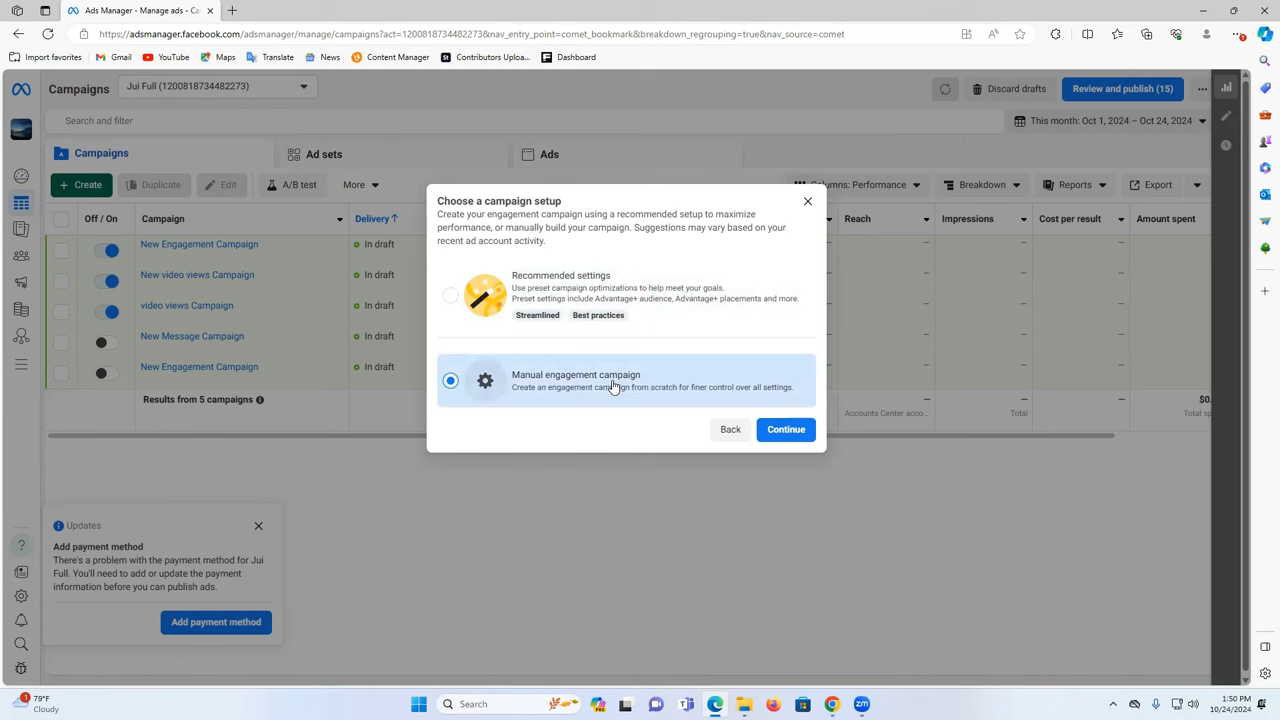 Ads Manager - Manage ads - Ca
https://adsmanager.facebook.com/adsmanager/manage/campaigns?act=1200818734482273&nav_entry_point=comet_bookmark&breakdown_regrouping=true&nav_source=comet
Import favorites Gmail YouTube Maps Translate News Content Manager Contributors Uploa... Dashboard
Campaigns Jui Full (1200818734482273) Discard drafts Review and publish (15)
Search and filter This month: Oct 1, 2024 – Oct 24, 2024
Campaigns Ad sets Ads
+ Create Duplicate Edit A/B test More Columns: Performance Breakdown Reports Export
Off / On Campaign Delivery ↑ Reach Impressions Cost per result Amount spent
New Engagement Campaign In draft – – –
New video views Campaign In draft – – –
video views Campaign In draft – – –
New Message Campaign In draft – – –
New Engagement Campaign In draft – – –
Results from 5 campaigns – – – $0.
Accounts Center acco... Total Total sp
Choose a campaign setup
Create your engagement campaign using a recommended setup to maximize
performance, or manually build your campaign. Suggestions may vary based on your
recent ad account activity.
Recommended settings
Use preset campaign optimizations to help meet your goals.
Preset settings include Advantage+ audience, Advantage+ placements and more.
Streamlined Best practices
Manual engagement campaign
Create an engagement campaign from scratch for finer control over all settings.
Back Continue
Updates
Add payment method
There's a problem with the payment method for Jui
Full. You'll need to add or update the payment
information before you can publish ads.
Add payment method
1
79°F
Cloudy
Search
1:50 PM
10/24/2024